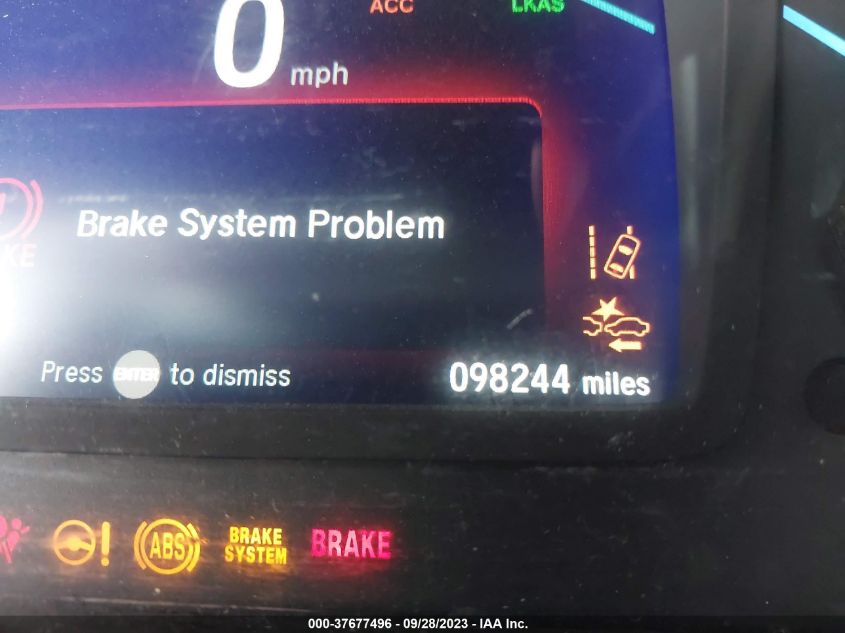 ACC LKAS
0 mph
Brake System Problem
Press ENTER to dismiss
098244 miles
! ABS BRAKE SYSTEM BRAKE
000-37677496 - 09/28/2023 - IAA Inc.